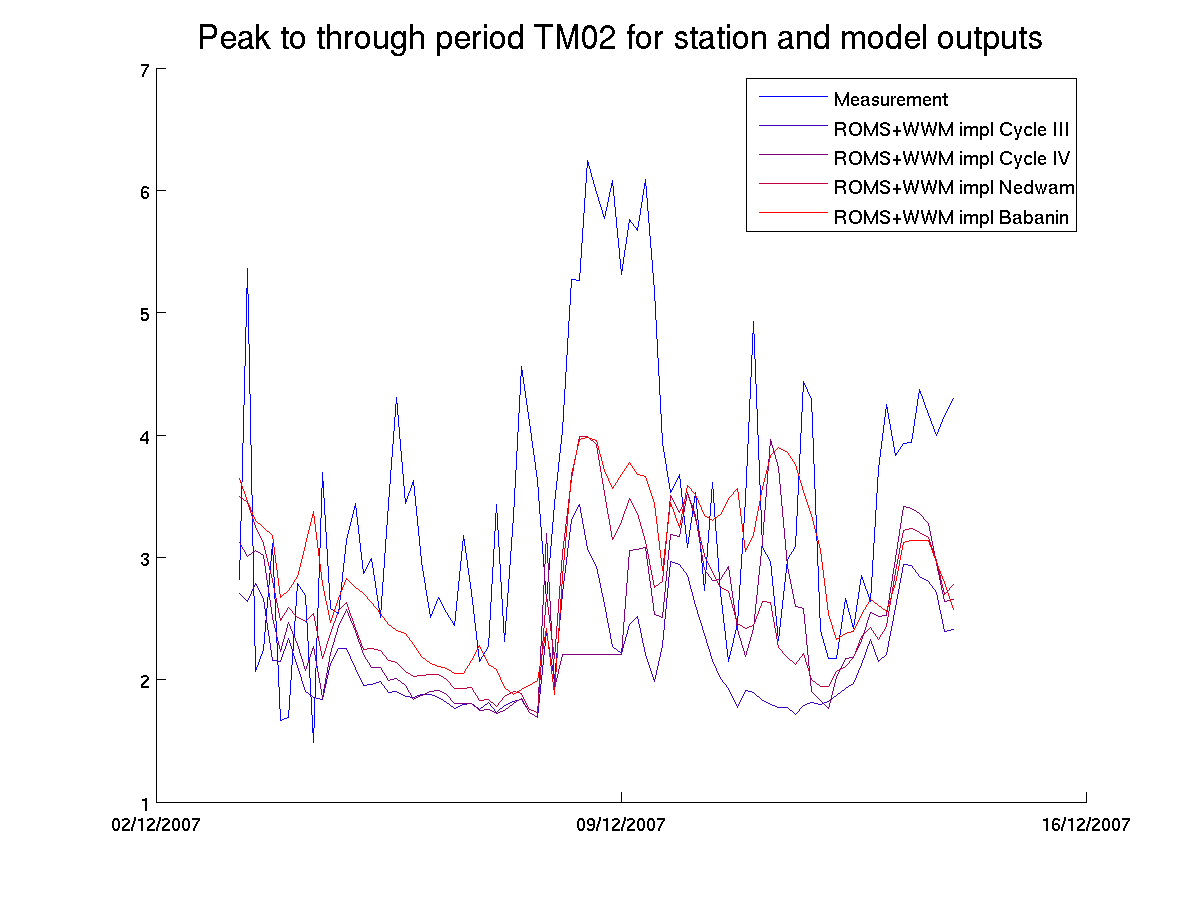 Peak to through period TM02 for station and model outputs
7
Measurement
ROMS+WWM impl Cycle III
ROMS+WWM impl Cycle IV
ROMS+WWM impl Nedwam
ROMS+WWM impl Babanin
6
5
4
3
2
1
02/12/2007
09/12/2007
16/12/2007